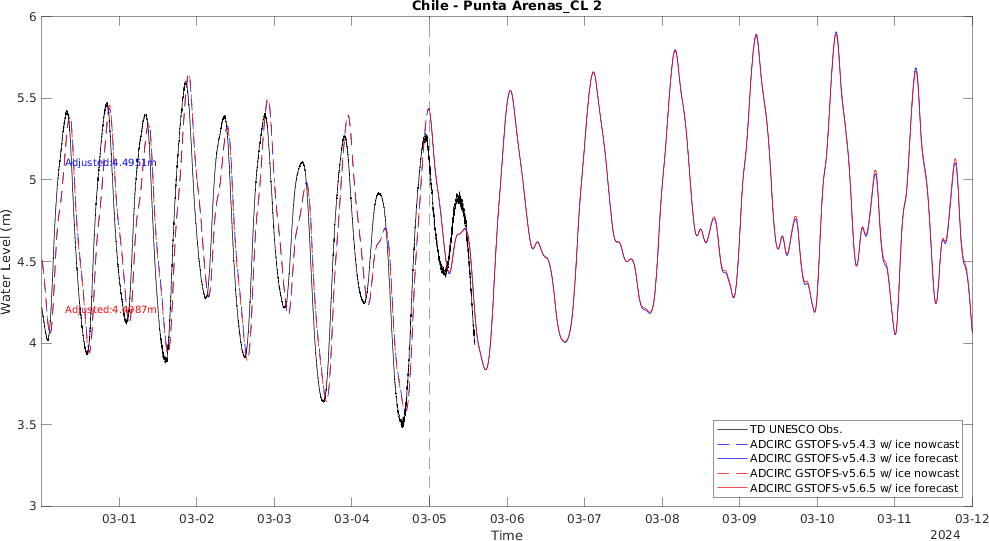 Chile - Punta Arenas_CL 2
6
5.5
5
4.5
4
3.5
3
Water Level (m)
Adjusted:4.4951m
Adjusted:4.4987m
TD UNESCO Obs.
ADCIRC GSTOFS-v5.4.3 w/ ice nowcast
ADCIRC GSTOFS-v5.4.3 w/ ice forecast
ADCIRC GSTOFS-v5.6.5 w/ ice nowcast
ADCIRC GSTOFS-v5.6.5 w/ ice forecast
03-01 03-02 03-03 03-04 03-05 03-06 03-07 03-08 03-09 03-10 03-11 03-12
Time
2024